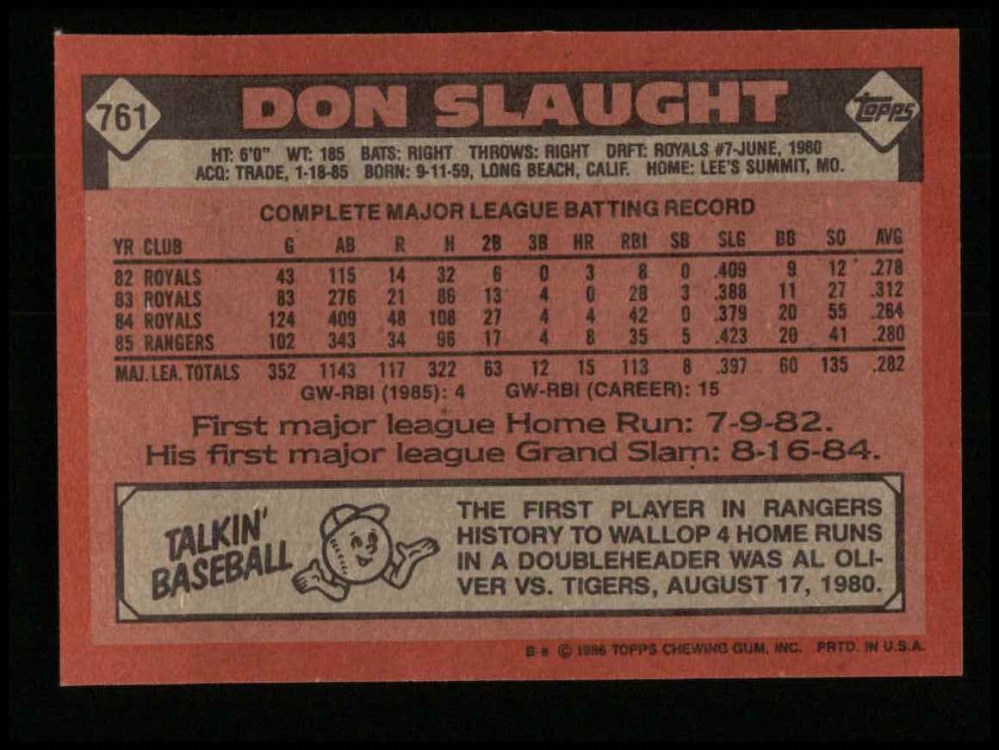 761
DON SLAUGHT
TOPPS
HT: 6'0" WT: 185 BATS: RIGHT THROWS: RIGHT DRFT: ROYALS #7-JUNE, 1980
ACQ: TRADE, 1-18-85 BORN: 9-11-59, LONG BEACH, CALIF. HOME: LEE'S SUMMIT, MO.
COMPLETE MAJOR LEAGUE BATTING RECORD
YR CLUB G AB R H 2B 3B HR RBI SB SLG BB SO AVG
82 ROYALS 43 115 14 32 6 0 3 8 0 .409 9 12 .278
83 ROYALS 83 276 21 86 13 4 0 28 3 .388 11 27 .312
84 ROYALS 124 409 48 108 27 4 4 42 0 .379 20 55 .264
85 RANGERS 102 343 34 96 17 4 8 35 5 .423 20 41 .280
MAJ. LEA. TOTALS 352 1143 117 322 63 12 15 113 8 .397 60 135 .282
GW-RBI (1985): 4 GW-RBI (CAREER): 15
First major league Home Run: 7-9-82.
His first major league Grand Slam: 8-16-84.
TALKIN'
BASEBALL
THE FIRST PLAYER IN RANGERS
HISTORY TO WALLOP 4 HOME RUNS
IN A DOUBLEHEADER WAS AL OLI-
VER VS. TIGERS, AUGUST 17, 1980.
© 1986 TOPPS CHEWING GUM, INC. PRTD. IN U.S.A.